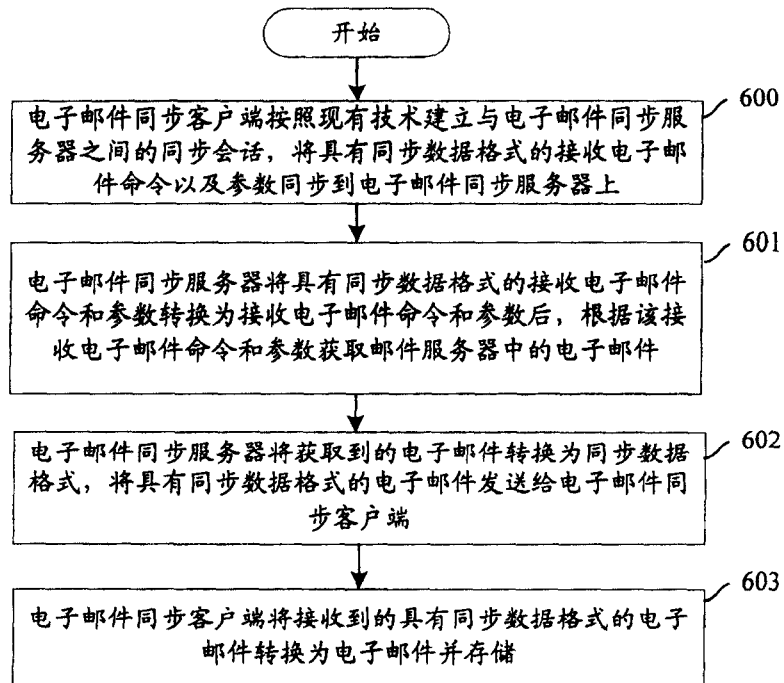 开始
600
电子邮件同步客户端按照现有技术建立与电子邮件同步服
务器之间的同步会话，将具有同步数据格式的接收电子邮
件命令以及参数同步到电子邮件同步服务器上
601
电子邮件同步服务器将具有同步数据格式的接收电子邮件
命令和参数转换为接收电子邮件命令和参数后，根据该接
收电子邮件命令和参数获取邮件服务器中的电子邮件
602
电子邮件同步服务器将获取到的电子邮件转换为同步数据
格式，将具有同步数据格式的电子邮件发送给电子邮件同
步客户端
603
电子邮件同步客户端将接收到的具有同步数据格式的电子
邮件转换为电子邮件并存储